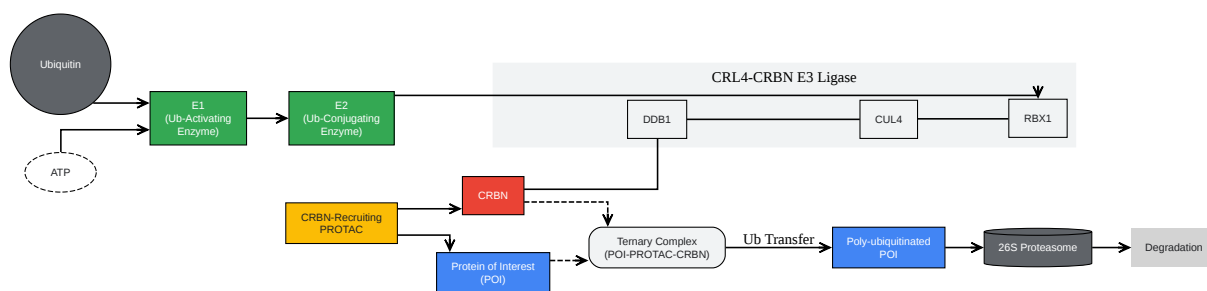 Ubiquitin
ATP
E1
(Ub-Activating
Enzyme)
E2
(Ub-Conjugating
Enzyme)
CRL4-CRBN E3 Ligase
DDB1
CUL4
RBX1
CRBN-Recruiting
PROTAC
CRBN
Protein of Interest
(POI)
Ternary Complex
(POI-PROTAC-CRBN)
Ub Transfer
Poly-ubiquitinated
POI
26S Proteasome
Degradation